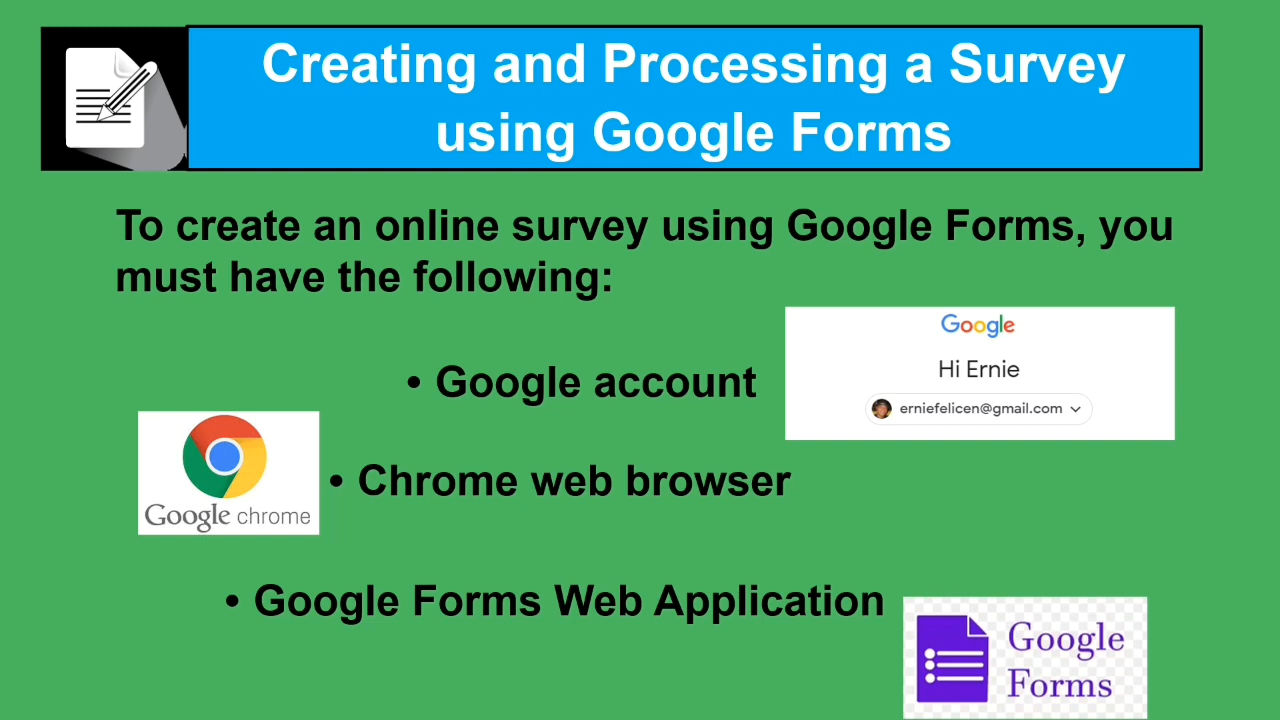 Creating and Processing a Survey
using Google Forms
To create an online survey using Google Forms, you
must have the following:
Google
Hi Ernie
• Google account
erniefelicen@gmail.com
• Chrome web browser
Google chrome
• Google Forms Web Application
Google
Forms